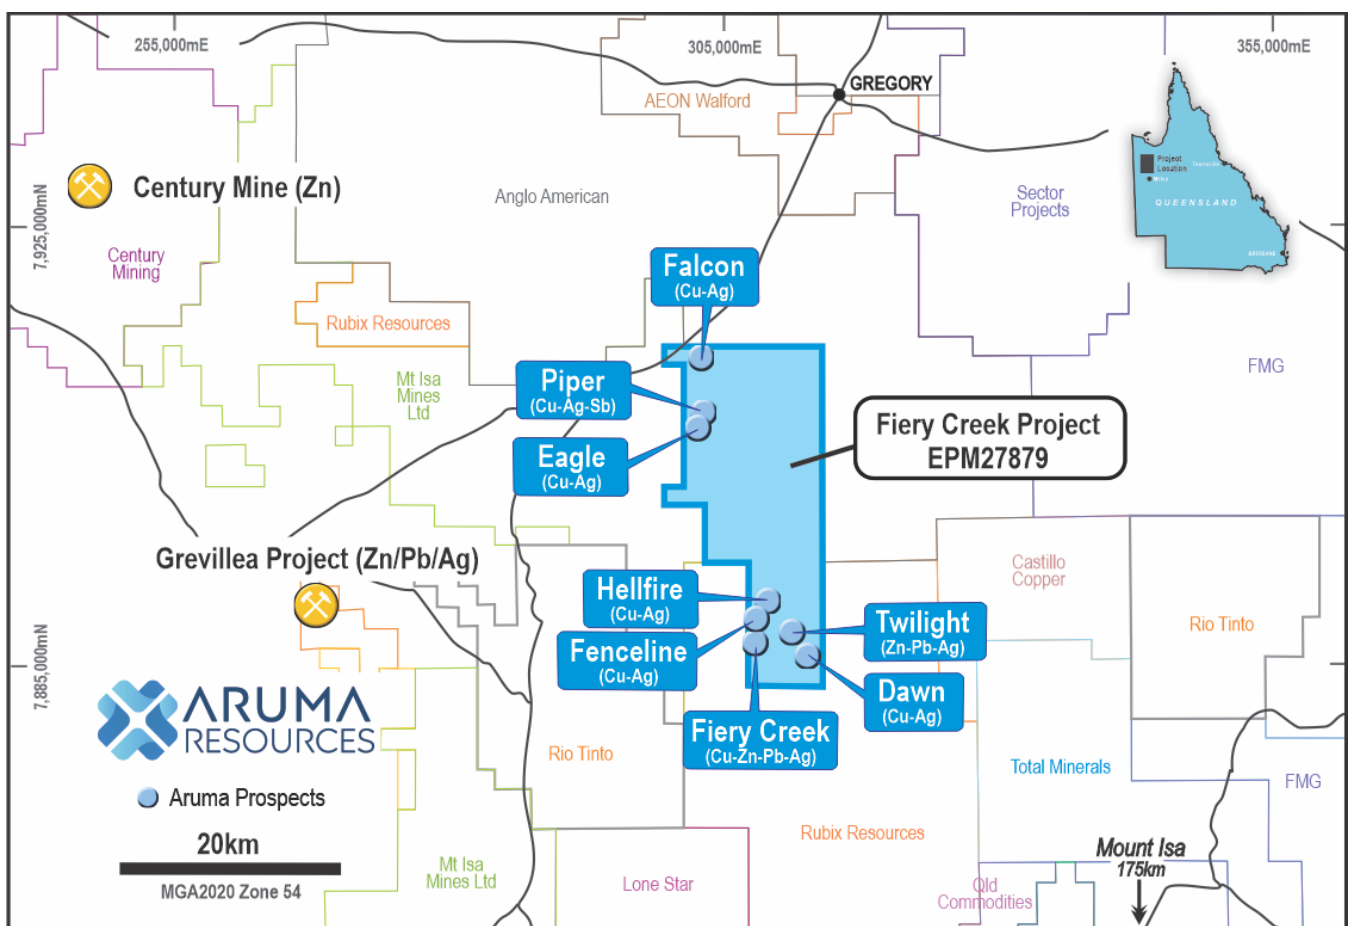 255,000mE
305,000mE
355,000mE
GREGORY
AEON Walford
Project
Location
QUEENSLAND
Century Mine (Zn)
Anglo American
Sector
Projects
7,925,000mN
Century
Mining
Falcon
(Cu-Ag)
Rubix Resources
FMG
Mt Isa
Mines
Ltd
Piper
(Cu-Ag-Sb)
Fiery Creek Project
EPM27879
Eagle
(Cu-Ag)
Grevillea Project (Zn/Pb/Ag)
Castillo
Copper
Hellfire
(Cu-Ag)
Twilight
(Zn-Pb-Ag)
Rio Tinto
Fenceline
(Cu-Ag)
7,885,000mN
Dawn
(Cu-Ag)
ARUMA
RESOURCES
Fiery Creek
(Cu-Zn-Pb-Ag)
Rio Tinto
Total Minerals
FMG
Aruma Prospects
Rubix Resources
20km
MGA2020 Zone 54
Mt Isa
Mines Ltd
Lone Star
Mount Isa
175km
Qld
Commodities